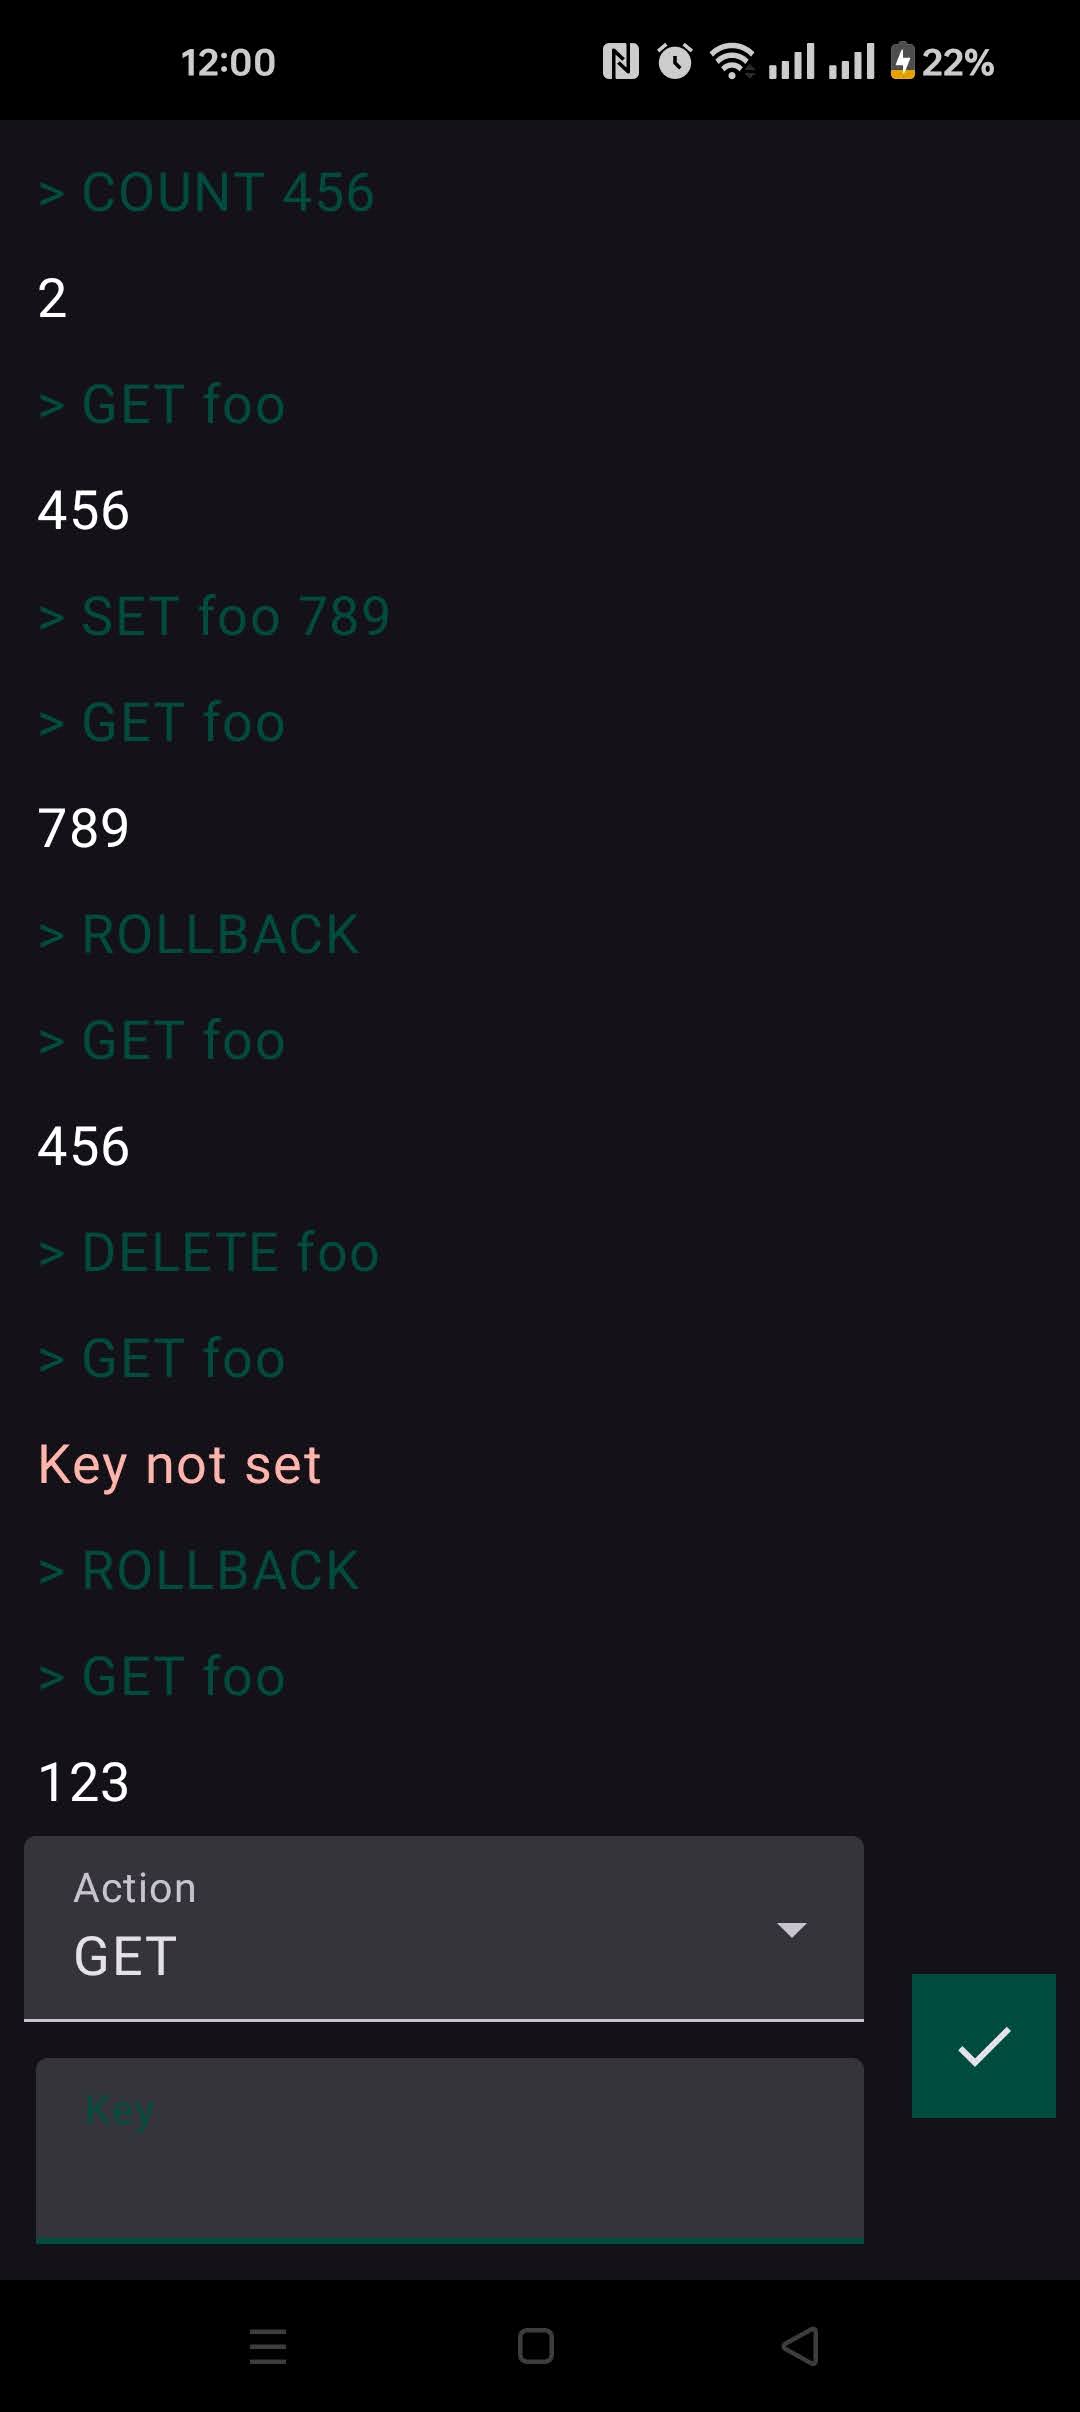 12:00 22%
> COUNT 456
2
> GET foo
456
> SET foo 789
> GET foo
789
> ROLLBACK
> GET foo
456
> DELETE foo
> GET foo
Key not set
> ROLLBACK
> GET foo
123
Action
GET
Key